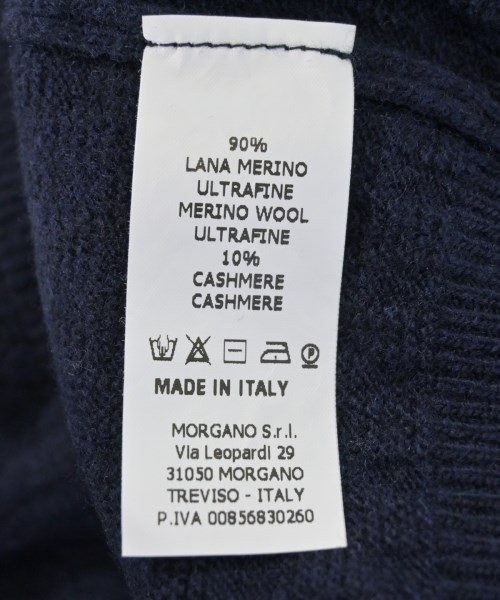 90%
LANA MERINO
ULTRAFINE
MERINO WOOL
ULTRAFINE
10%
CASHMERE
CASHMERE
P
MADE IN ITALY
MORGANO S.r.l.
Via Leopardi 29
31050 MORGANO
TREVISO - ITALY
P.IVA 00856830260